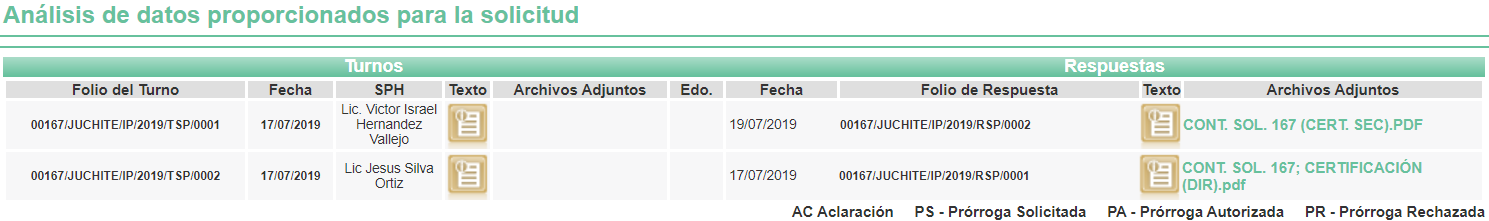 Análisis de datos proporcionados para la solicitud
Turnos Respuestas
Folio del Turno Fecha SPH Texto Archivos Adjuntos Edo. Fecha Folio de Respuesta Texto Archivos Adjuntos
00167/JUCHITE/IP/2019/TSP/0001 17/07/2019 Lic. Victor Israel
Hernandez
Vallejo
19/07/2019 00167/JUCHITE/IP/2019/RSP/0002 CONT. SOL. 167 (CERT. SEC).PDF
00167/JUCHITE/IP/2019/TSP/0002 17/07/2019 Lic Jesus Silva
Ortiz
17/07/2019 00167/JUCHITE/IP/2019/RSP/0001 CONT. SOL. 167; CERTIFICACIÓN
(DIR).pdf
AC Aclaración PS - Prórroga Solicitada PA - Prórroga Autorizada PR - Prórroga Rechazada